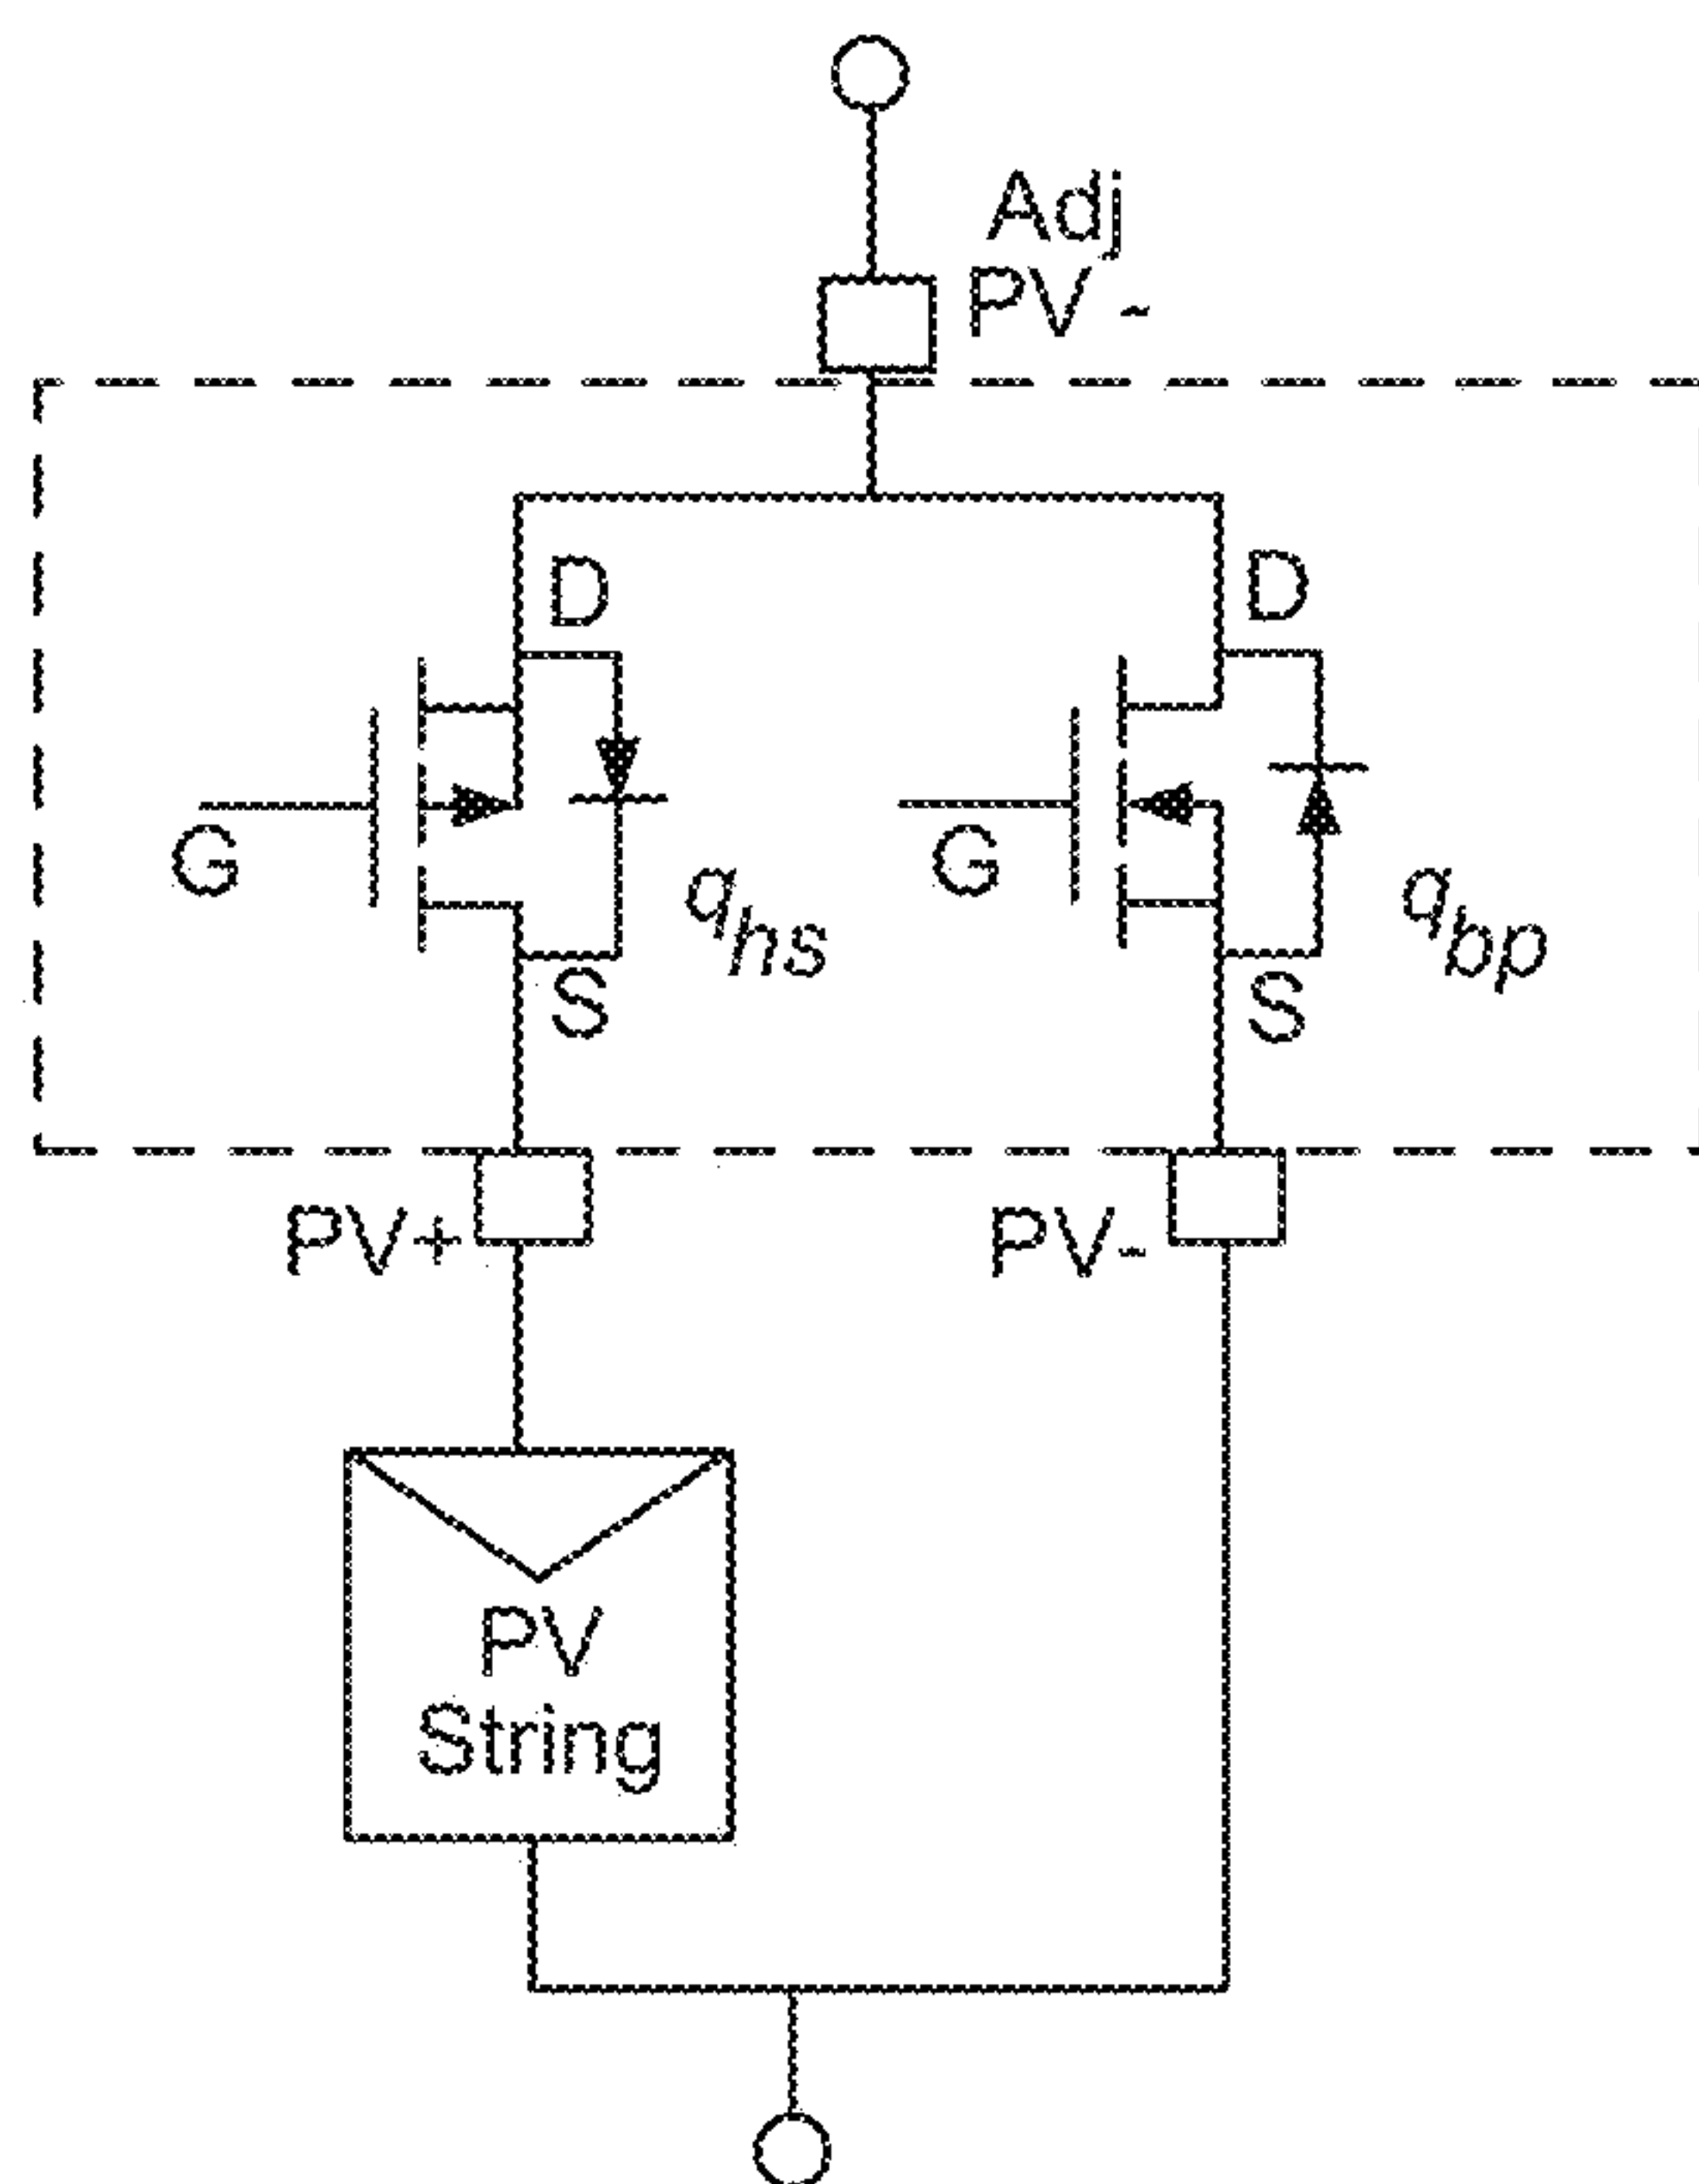 Adj
PV -
D
D
G
q_hs
G
q_bp
S
S
PV+
PV-
PV
String